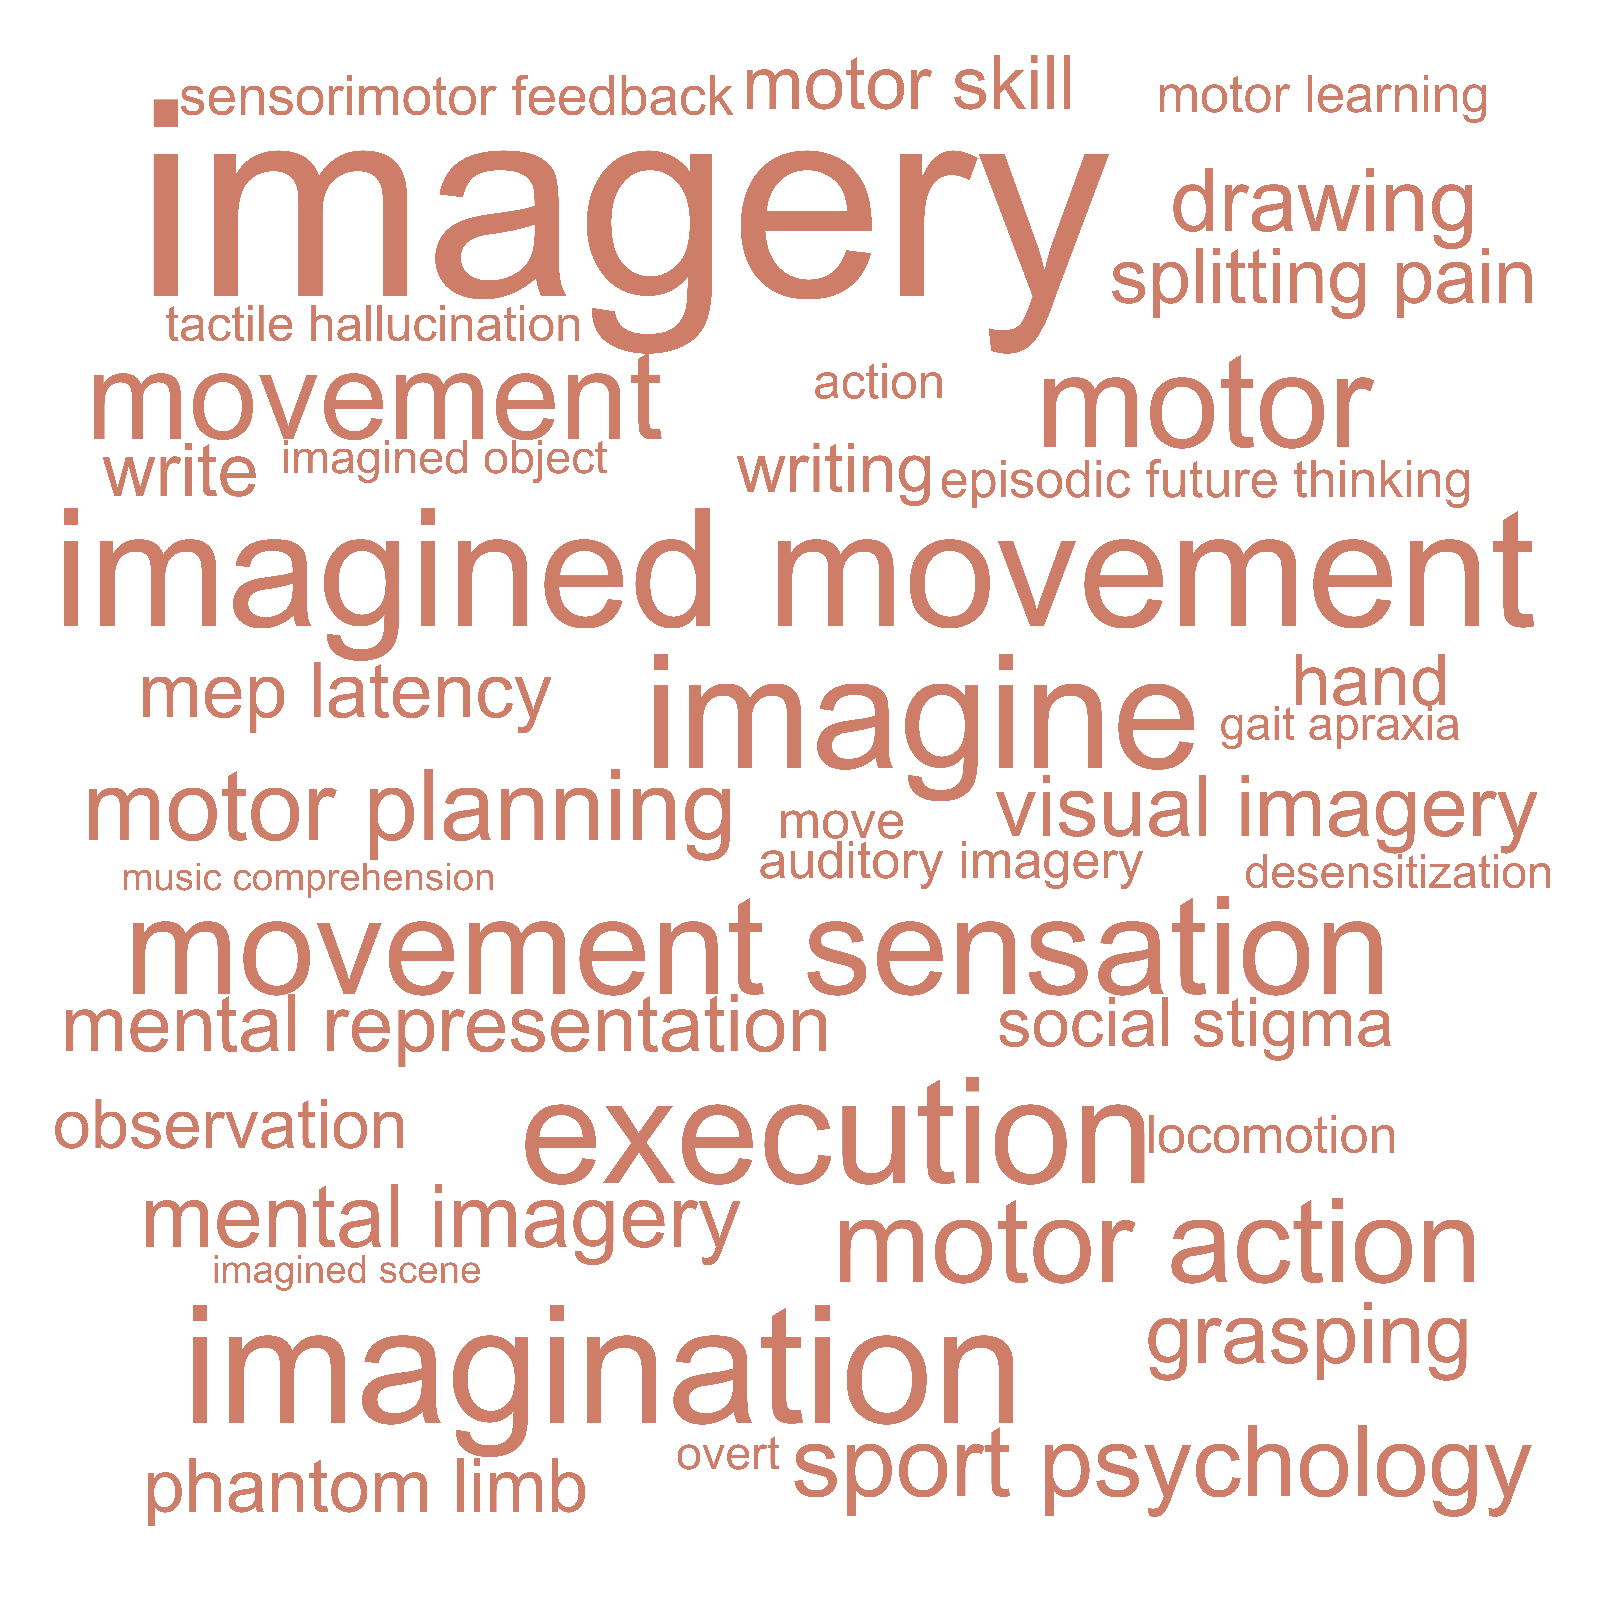 sensorimotor feedback motor skill motor learning
imagery
drawing
splitting pain
tactile hallucination
movement action motor
write imagined object writing episodic future thinking
imagined movement
mep latency imagine hand
gait apraxia
motor planning move visual imagery
music comprehension auditory imagery desensitization
movement sensation
mental representation social stigma
observation execution locomotion
mental imagery motor action
imagined scene
imagination grasping
phantom limb overt sport psychology